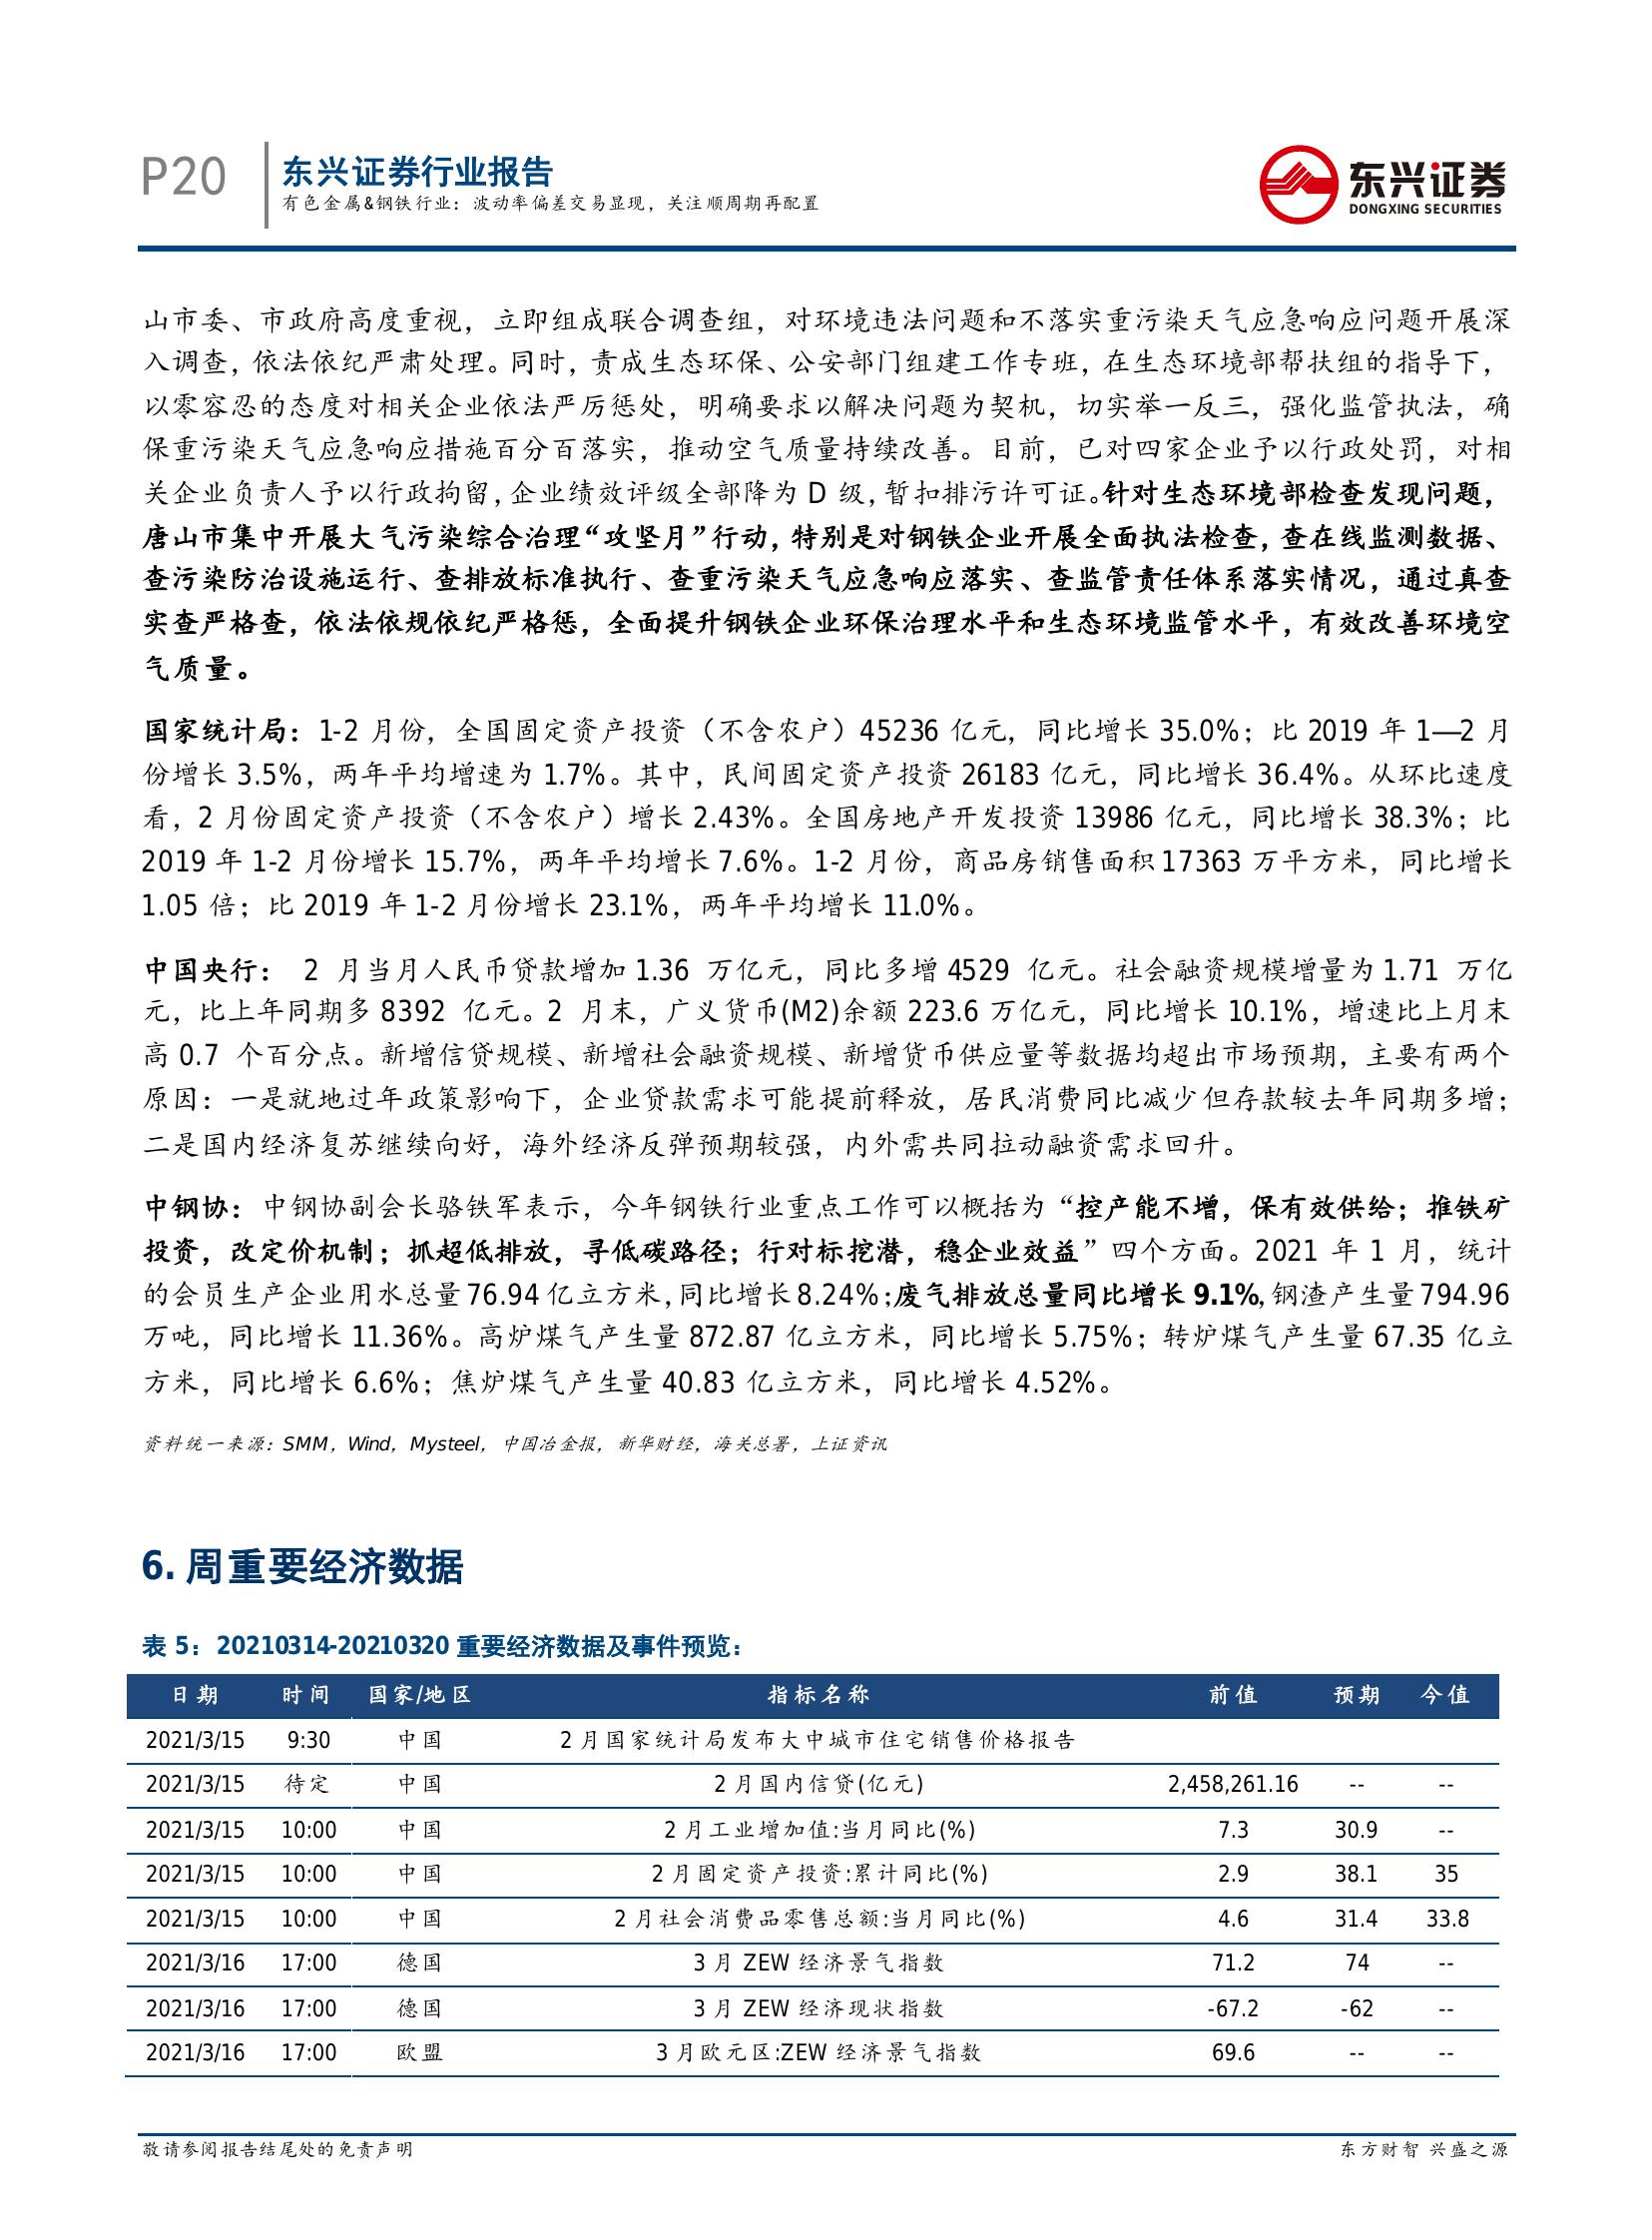 P20
东兴证券行业报告
有色金属&钢铁行业：波动率偏差交易显现，关注顺周期再配置
东兴证券
DONGXING SECURITIES
山市委、市政府高度重视，立即组成联合调查组，对环境违法问题和不落实重污染天气应急响应问题开展深
入调查，依法依纪严肃处理。同时，责成生态环保、公安部门组建工作专班，在生态环境部帮扶组的指导下，
以零容忍的态度对相关企业依法严厉惩处，明确要求以解决问题为契机，切实举一反三，强化监管执法，确
保重污染天气应急响应措施百分百落实，推动空气质量持续改善。目前，已对四家企业予以行政处罚，对相
关企业负责人予以行政拘留，企业绩效评级全部降为 D 级，暂扣排污许可证。针对生态环境部检查发现问题，
唐山市集中开展大气污染综合治理“攻坚月”行动，特别是对钢铁企业开展全面执法检查，查在线监测数据、
查污染防治设施运行、查排放标准执行、查重污染天气应急响应落实、查监管责任体系落实情况，通过真查
实查严格查，依法依规依纪严格惩，全面提升钢铁企业环保治理水平和生态环境监管水平，有效改善环境空
气质量。
国家统计局：1-2 月份，全国固定资产投资（不含农户）45236 亿元，同比增长 35.0%；比 2019 年 1—2 月
份增长 3.5%，两年平均增速为 1.7%。其中，民间固定资产投资 26183 亿元，同比增长 36.4%。从环比速度
看，2 月份固定资产投资（不含农户）增长 2.43%。全国房地产开发投资 13986 亿元，同比增长 38.3%；比
2019 年 1-2 月份增长 15.7%，两年平均增长 7.6%。1-2 月份，商品房销售面积 17363 万平方米，同比增长
1.05 倍；比 2019 年 1-2 月份增长 23.1%，两年平均增长 11.0%。
中国央行： 2 月当月人民币贷款增加 1.36 万亿元，同比多增 4529 亿元。社会融资规模增量为 1.71 万亿
元，比上年同期多 8392 亿元。2 月末，广义货币(M2)余额 223.6 万亿元，同比增长 10.1%，增速比上月末
高 0.7 个百分点。新增信贷规模、新增社会融资规模、新增货币供应量等数据均超出市场预期，主要有两个
原因：一是就地过年政策影响下，企业贷款需求可能提前释放，居民消费同比减少但存款较去年同期多增；
二是国内经济复苏继续向好，海外经济反弹预期较强，内外需共同拉动融资需求回升。
中钢协：中钢协副会长骆铁军表示，今年钢铁行业重点工作可以概括为“控产能不增，保有效供给；推铁矿
投资，改定价机制；抓超低排放，寻低碳路径；行对标挖潜，稳企业效益”四个方面。2021 年 1 月，统计
的会员生产企业用水总量 76.94 亿立方米，同比增长 8.24%；废气排放总量同比增长 9.1%，钢渣产生量 794.96
万吨，同比增长 11.36%。高炉煤气产生量 872.87 亿立方米，同比增长 5.75%；转炉煤气产生量 67.35 亿立
方米，同比增长 6.6%；焦炉煤气产生量 40.83 亿立方米，同比增长 4.52%。
资料统一来源：SMM，Wind，Mysteel，中国冶金报，新华财经，海关总署，上证资讯
6. 周重要经济数据
表 5：20210314-20210320 重要经济数据及事件预览：
日期 时间 国家/地区 指标名称 前值 预期 今值
2021/3/15 9:30 中国 2 月国家统计局发布大中城市住宅销售价格报告
2021/3/15 待定 中国 2 月国内信贷(亿元) 2,458,261.16 -- --
2021/3/15 10:00 中国 2 月工业增加值:当月同比(%) 7.3 30.9 --
2021/3/15 10:00 中国 2 月固定资产投资:累计同比(%) 2.9 38.1 35
2021/3/15 10:00 中国 2 月社会消费品零售总额:当月同比(%) 4.6 31.4 33.8
2021/3/16 17:00 德国 3 月 ZEW 经济景气指数 71.2 74 --
2021/3/16 17:00 德国 3 月 ZEW 经济现状指数 -67.2 -62 --
2021/3/16 17:00 欧盟 3 月欧元区:ZEW 经济景气指数 69.6 -- --
敬请参阅报告结尾处的免责声明
东方财智 兴盛之源